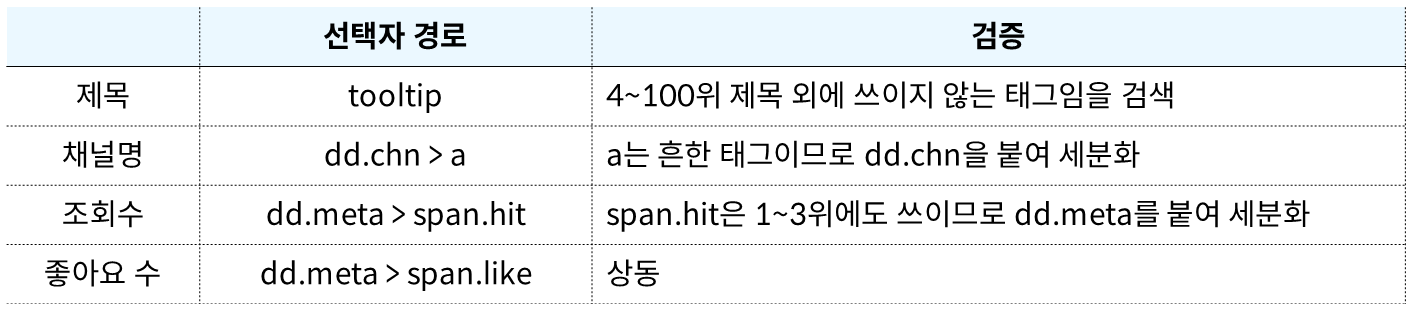 선택자 경로 검증
제목 tooltip 4~100위 제목 외에 쓰이지 않는 태그임을 검색
채널명 dd.chn > a a는 흔한 태그이므로 dd.chn을 붙여 세분화
조회수 dd.meta > span.hit span.hit은 1~3위에도 쓰이므로 dd.meta를 붙여 세분화
좋아요 수 dd.meta > span.like 상동